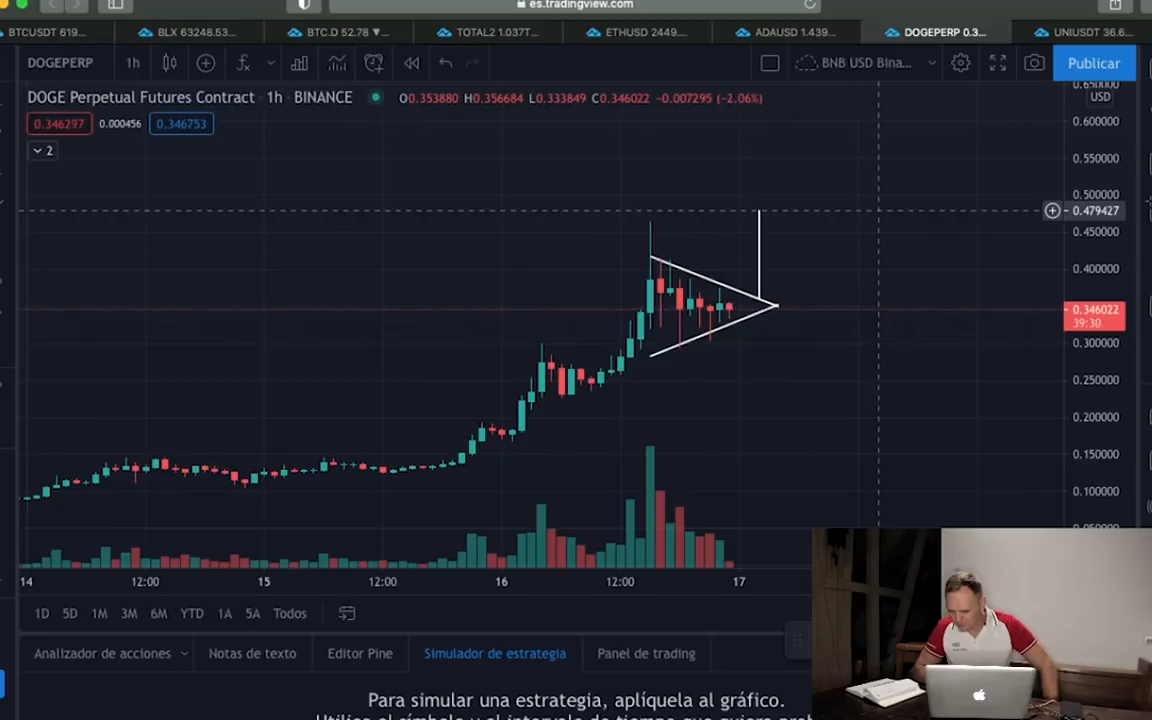 es.tradingview.com
BTCUSDT 619...
BLX 63248.53...
BTC.D 52.78 ▼...
TOTAL2 1.037T...
ETHUSD 2449....
ADAUSD 1.439...
DOGEPERP 0.3...
UNIUSDT 36.6...
DOGEPERP
1h
BNB USD Bina...
Publicar
DOGE Perpetual Futures Contract · 1h · BINANCE
O0.353880 H0.356684 L0.333849 C0.346022 −0.007295 (−2.06%)
0.346297
0.000456
0.346753
2
0.650000
USD
0.600000
0.550000
0.500000
0.479427
0.450000
0.400000
0.346022
39:30
0.300000
0.250000
0.200000
0.150000
0.100000
14
12:00
15
12:00
16
12:00
17
1D 5D 1M 3M 6M YTD 1A 5A Todos
Analizador de acciones
Notas de texto
Editor Pine
Simulador de estrategia
Panel de trading
Para simular una estrategia, aplíquela al gráfico.